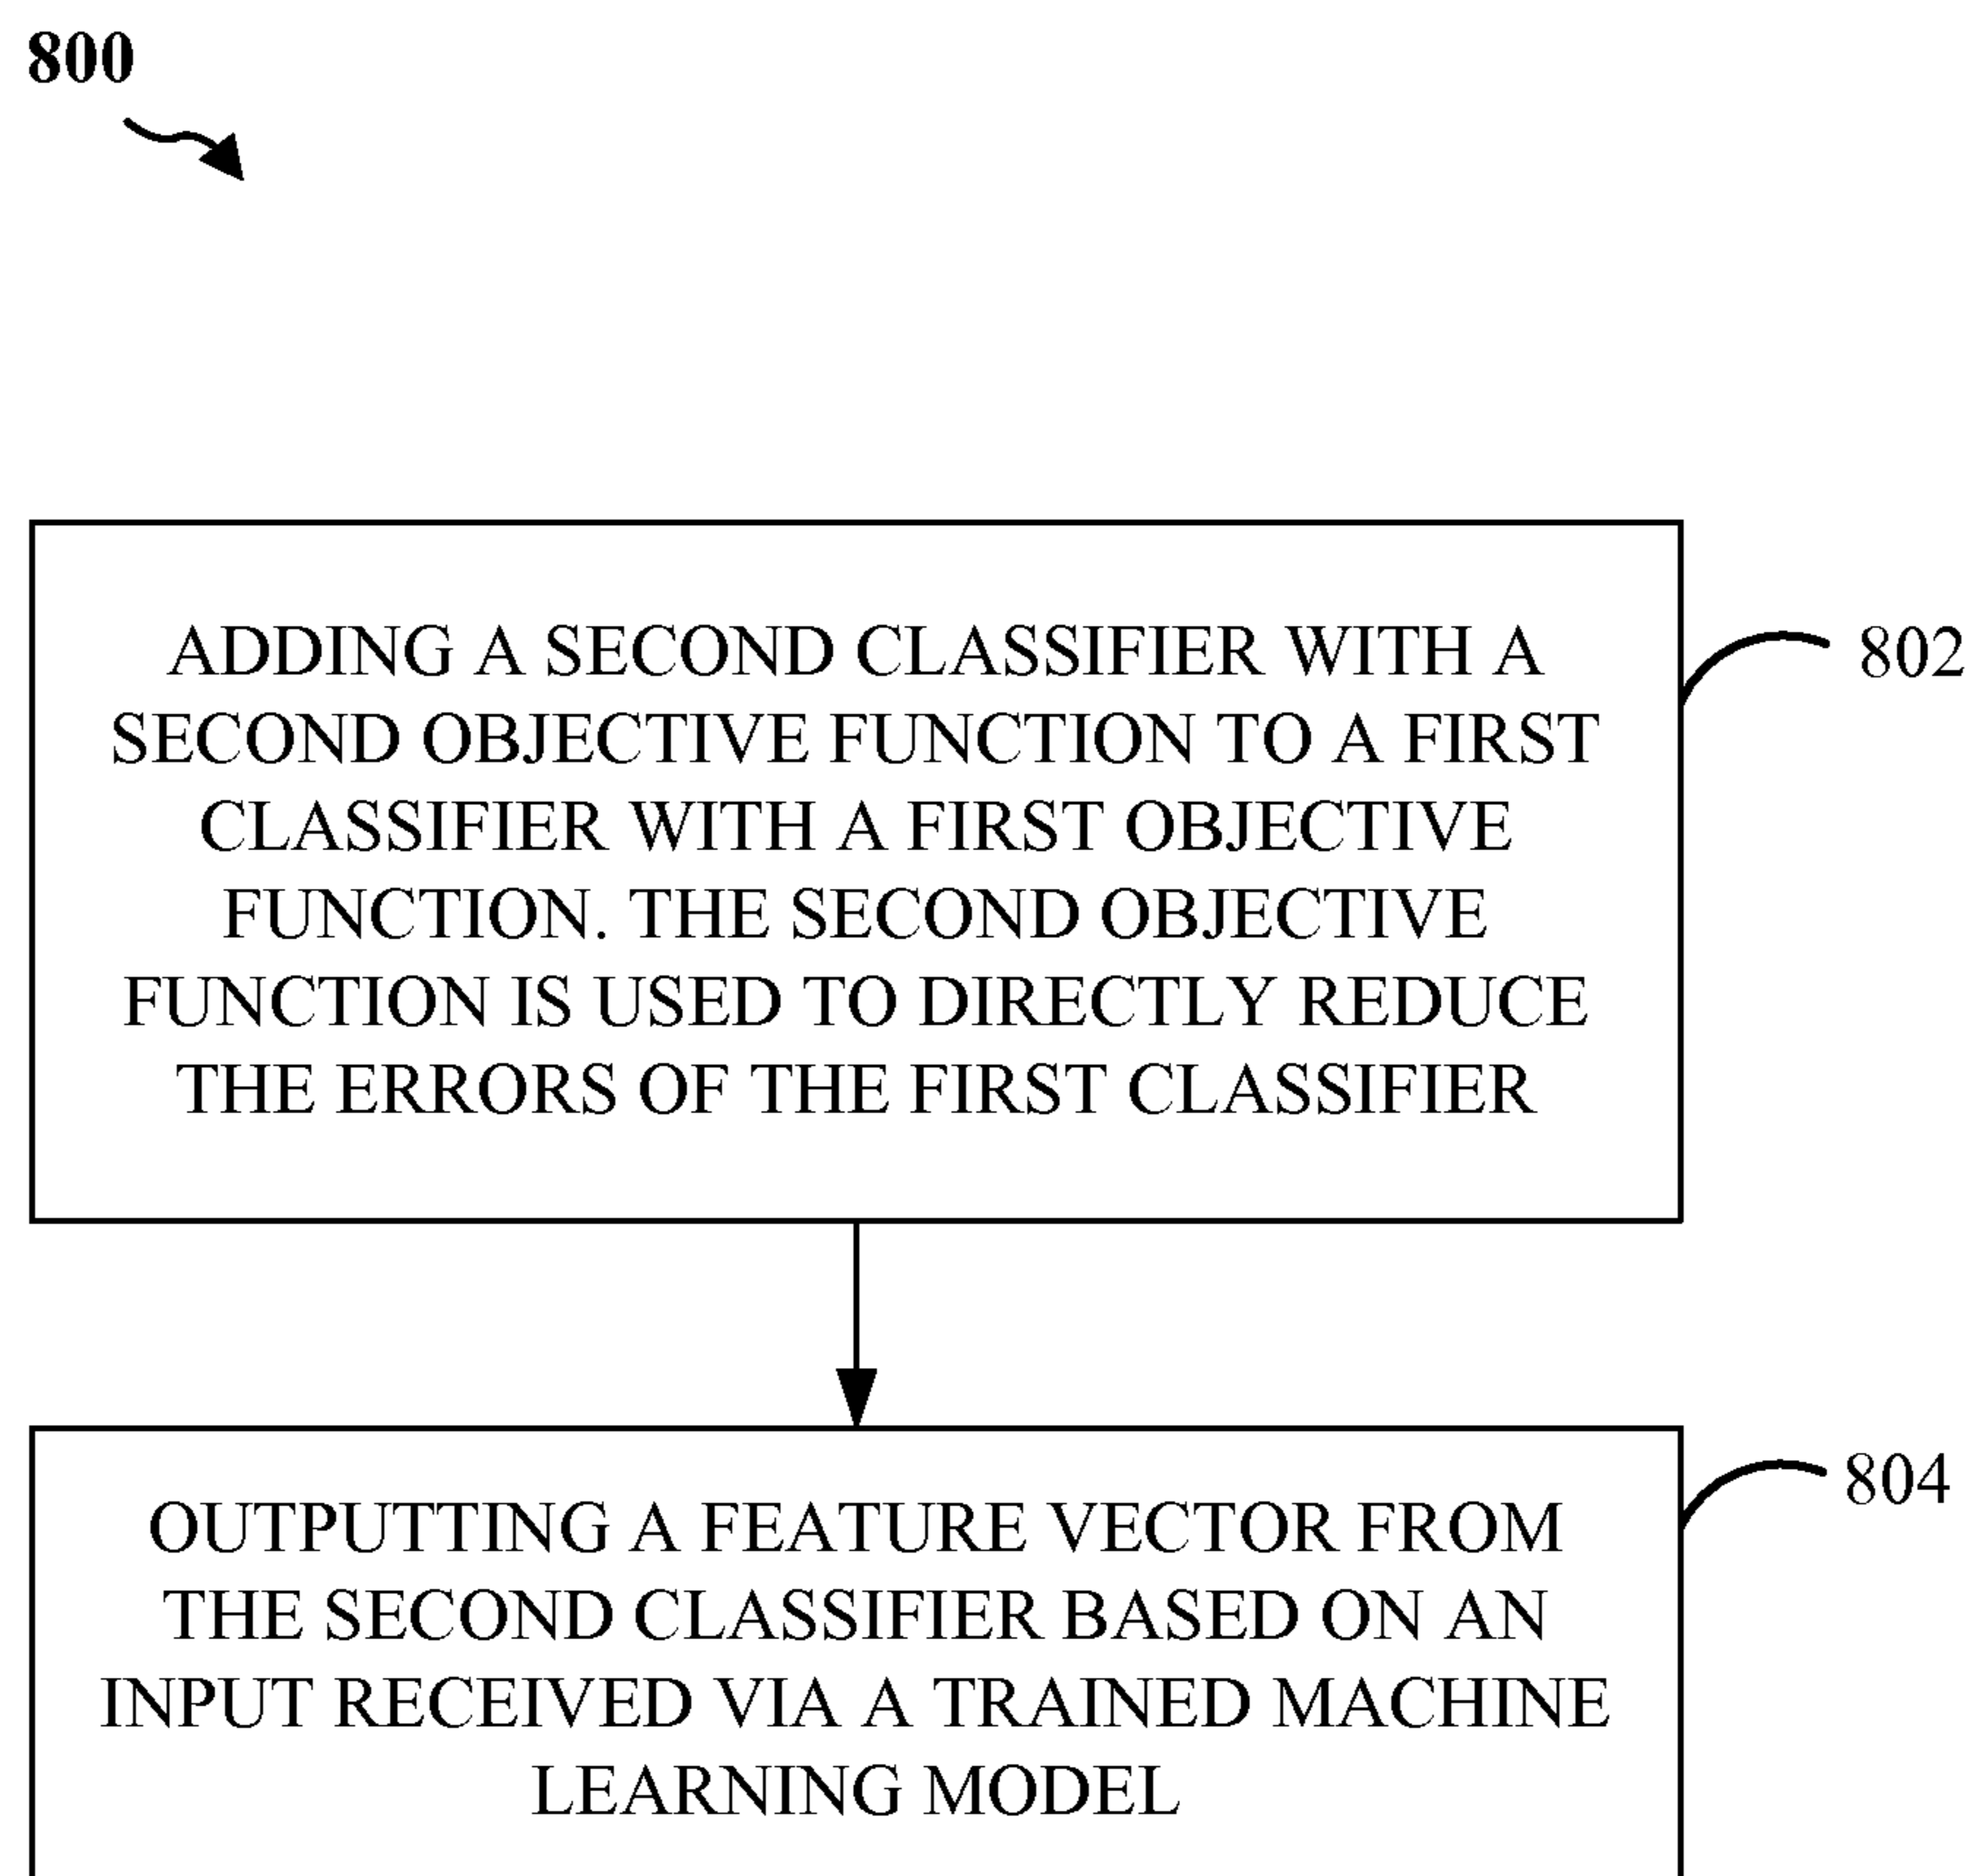 800
ADDING A SECOND CLASSIFIER WITH A
SECOND OBJECTIVE FUNCTION TO A FIRST
CLASSIFIER WITH A FIRST OBJECTIVE
FUNCTION. THE SECOND OBJECTIVE
FUNCTION IS USED TO DIRECTLY REDUCE
THE ERRORS OF THE FIRST CLASSIFIER
802
OUTPUTTING A FEATURE VECTOR FROM
THE SECOND CLASSIFIER BASED ON AN
INPUT RECEIVED VIA A TRAINED MACHINE
LEARNING MODEL
804